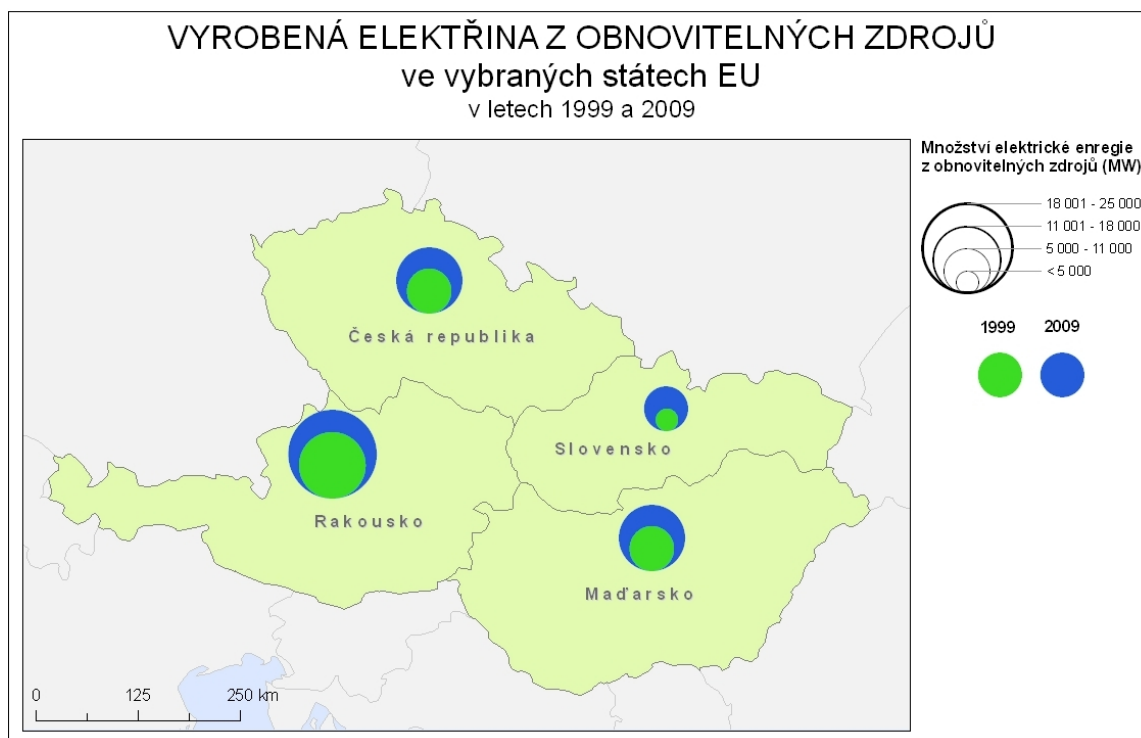 VYROBENÁ ELEKTŘINA Z OBNOVITELNÝCH ZDROJŮ
ve vybraných státech EU
v letech 1999 a 2009
Množství elektrické enregie
z obnovitelných zdrojů (MW)
18 001 - 25 000
11 001 - 18 000
5 000 - 11 000
< 5 000
1999 2009
Česká republika
Slovensko
Rakousko
Maďarsko
0 125 250 km